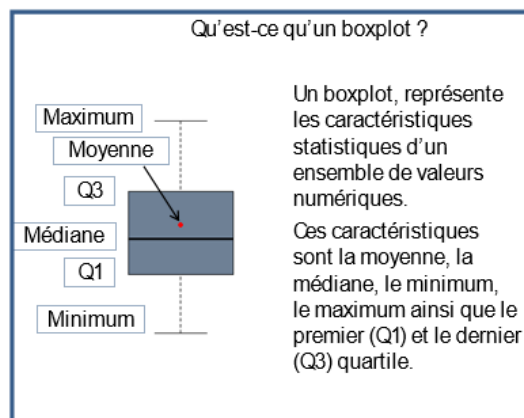 Qu'est-ce qu'un boxplot ?
Maximum
Moyenne
Q3
Médiane
Q1
Minimum
Un boxplot, représente
les caractéristiques
statistiques d'un
ensemble de valeurs
numériques.
Ces caractéristiques
sont la moyenne, la
médiane, le minimum,
le maximum ainsi que le
premier (Q1) et le dernier
(Q3) quartile.